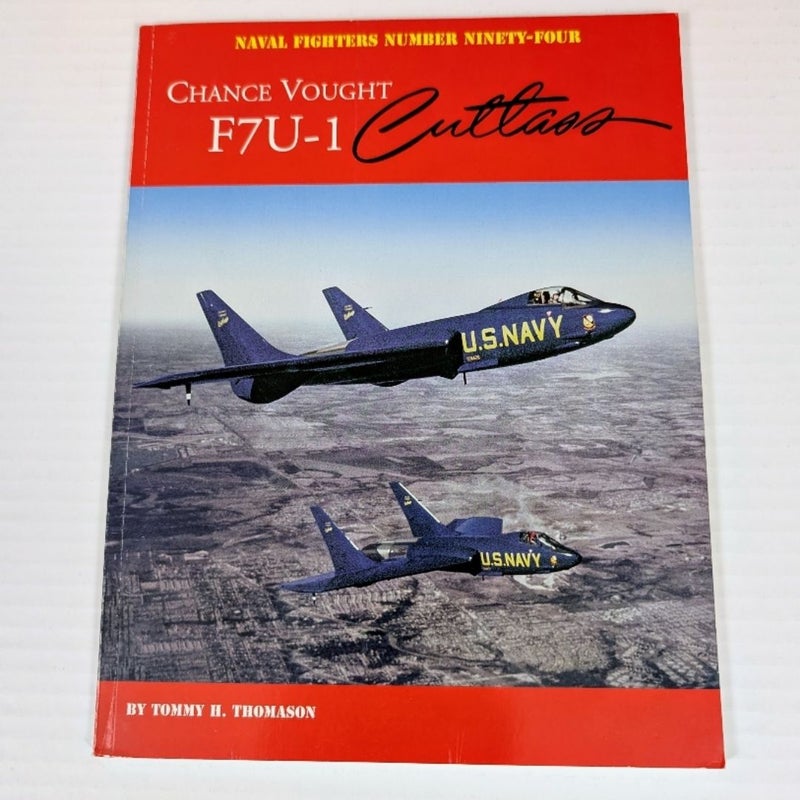 NAVAL FIGHTERS NUMBER NINETY-FOUR
CHANCE VOUGHT
F7U-1 Cutlass
U.S.NAVY
U.S.NAVY
BY TOMMY H. THOMASON